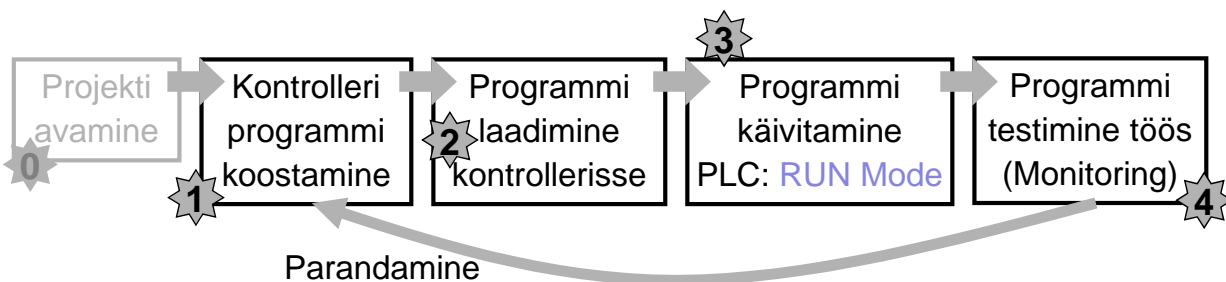 Projekti
avamine
0
Kontrolleri
programmi
koostamine
1
Programmi
laadimine
kontrollerisse
2
3
Programmi
käivitamine
PLC: RUN Mode
Programmi
testimine töös
(Monitoring)
4
Parandamine